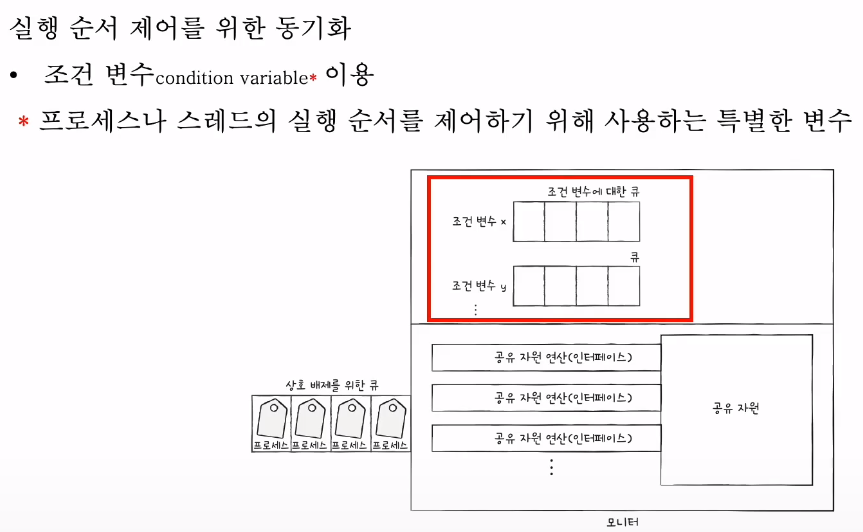 실행 순서 제어를 위한 동기화
• 조건 변수condition variable* 이용
* 프로세스나 스레드의 실행 순서를 제어하기 위해 사용하는 특별한 변수
조건 변수에 대한 큐
조건 변수 x
큐
조건 변수 y
⋮
상호 배제를 위한 큐
프로세스 프로세스 프로세스 프로세스
공유 자원 연산(인터페이스)
공유 자원 연산(인터페이스)
공유 자원 연산(인터페이스)
⋮
공유 자원
모니터